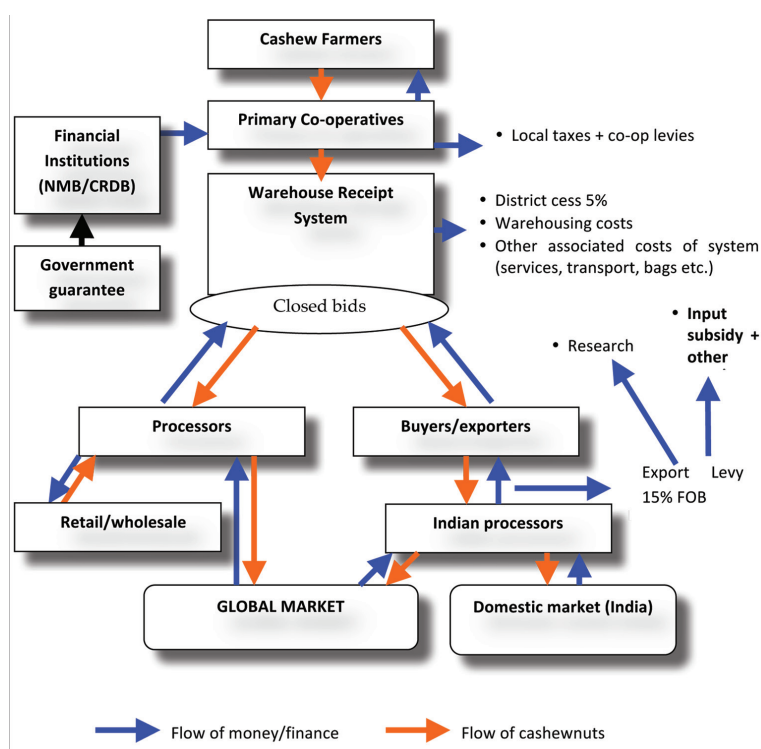 Cashew Farmers
Primary Co-operatives
Financial
Institutions
(NMB/CRDB)
• Local taxes + co-op levies
Warehouse Receipt
System
• District cess 5%
• Warehousing costs
• Other associated costs of system
(services, transport, bags etc.)
Government
guarantee
Closed bids
• Input
subsidy +
other
• Research
Processors
Buyers/exporters
Export Levy
15% FOB
Retail/wholesale
Indian processors
GLOBAL MARKET
Domestic market (India)
Flow of money/finance
Flow of cashewnuts